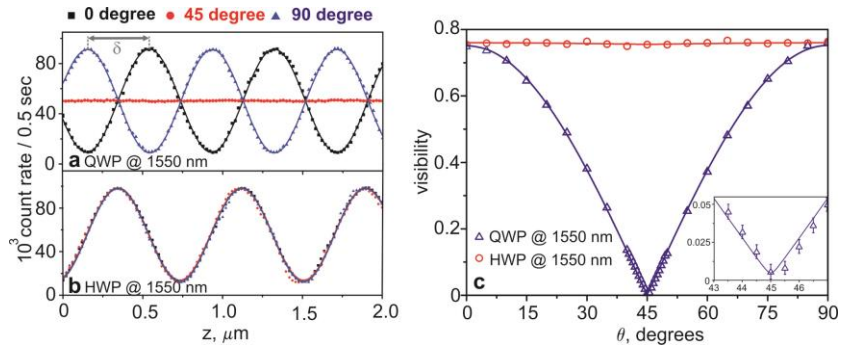 0 degree 45 degree 90 degree
δ
80
40
0
a QWP @ 1550 nm
80
40
0
b HWP @ 1550 nm
10³ count rate / 0.5 sec
0 0.5 1.0 1.5 2.0
z, μm
0.8
0.6
0.4
0.2
0
visibility
QWP @ 1550 nm
HWP @ 1550 nm
c
0.05
0.025
0
43 44 45 46
0 15 30 45 60 75 90
θ, degrees